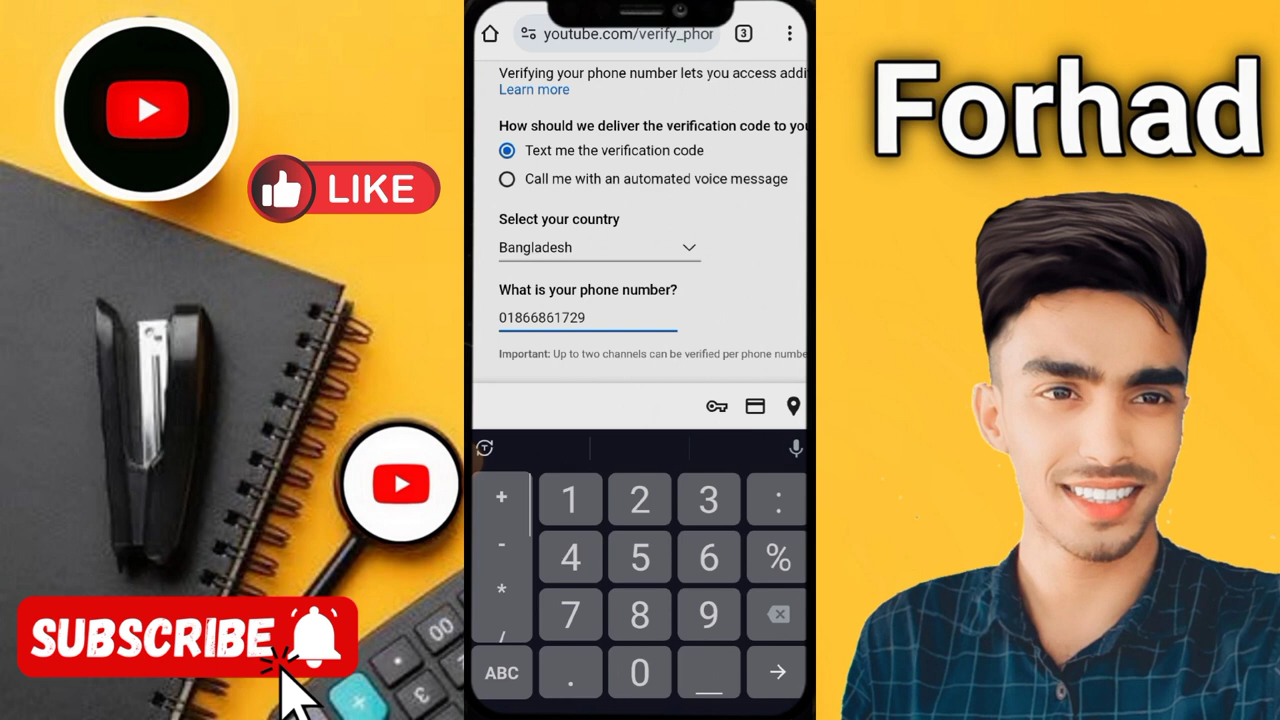 LIKE
SUBSCRIBE
00
3
youtube.com/verify_phor
Verifying your phone number lets you access addi
Learn more
How should we deliver the verification code to you
Text me the verification code
Call me with an automated voice message
Select your country
Bangladesh
What is your phone number?
01866861729
Important: Up to two channels can be verified per phone numbe
T
+ 1 2 3 :
- 4 5 6 %
* 7 8 9
/
ABC . 0
Forhad